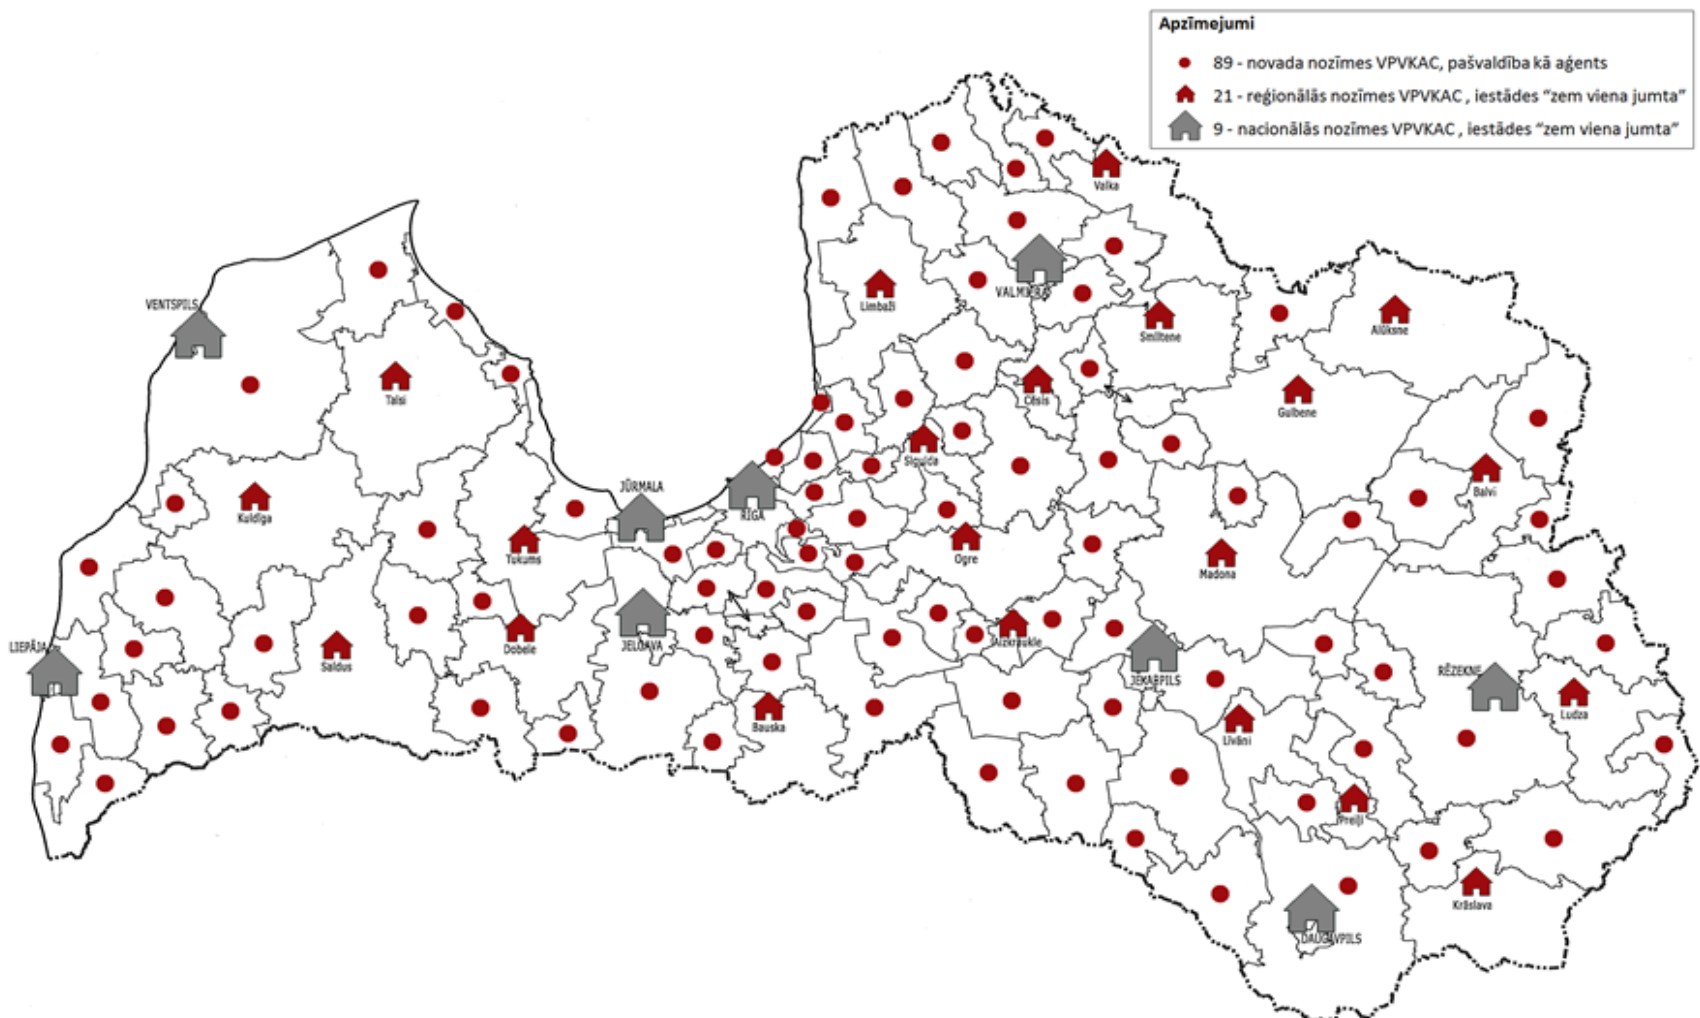 Apzīmejumi
89 - novada nozīmes VPVKAC, pašvaldība kā aģents
21 - reģionālās nozīmes VPVKAC , iestādes “zem viena jumta”
9 - nacionālās nozīmes VPVKAC , iestādes “zem viena jumta”
Valka
VENTSPILS
VALMIERA
Limbaži
Smiltene
Alūksne
Talsi
Cēsis
Gulbene
Sigulda
Balvi
JŪRMALA
RĪGA
Kuldīga
Tukums
Ogre
Madona
LIEPĀJA
Saldus
Dobele
JELGAVA
Aizkraukle
JĒKABPILS
RĒZEKNE
Ludza
Bauska
Līvāni
Preiļi
Krāslava
DAUGAVPILS